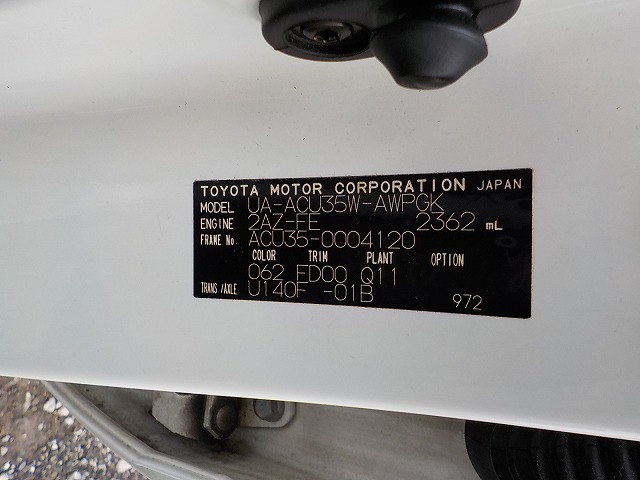 TOYOTA MOTOR CORPORATION JAPAN
MODEL UA-ACU35W-AWPGK
ENGINE 2AZ-FE 2362 mL
FRAME No. ACU35-0004120
COLOR TRIM PLANT OPTION
062 FD00 Q11
TRANS/AXLE U140F -01B
972